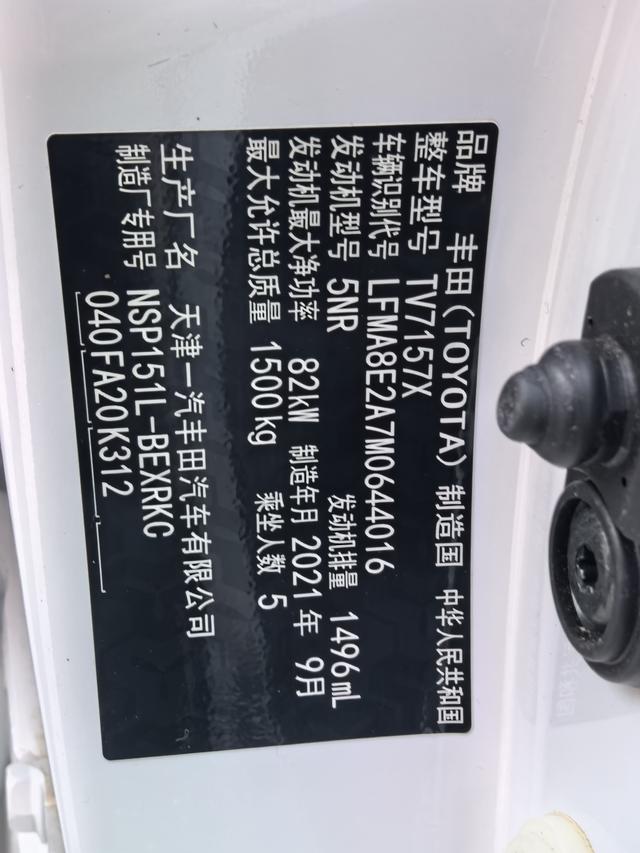 品牌 丰田(TOYOTA) 制造国 中华人民共和国
整车型号 TV7157X
车辆识别代号 LFMA8E2A7M0644016
发动机型号 5NR 发动机排量 1496mL
发动机最大净功率 82kW 制造年月 2021年 9月
最大允许总质量 1500kg 乘坐人数 5
生产厂名 天津一汽丰田汽车有限公司
制造厂专用号 NSP151L-BEXRKC
040FA20K312